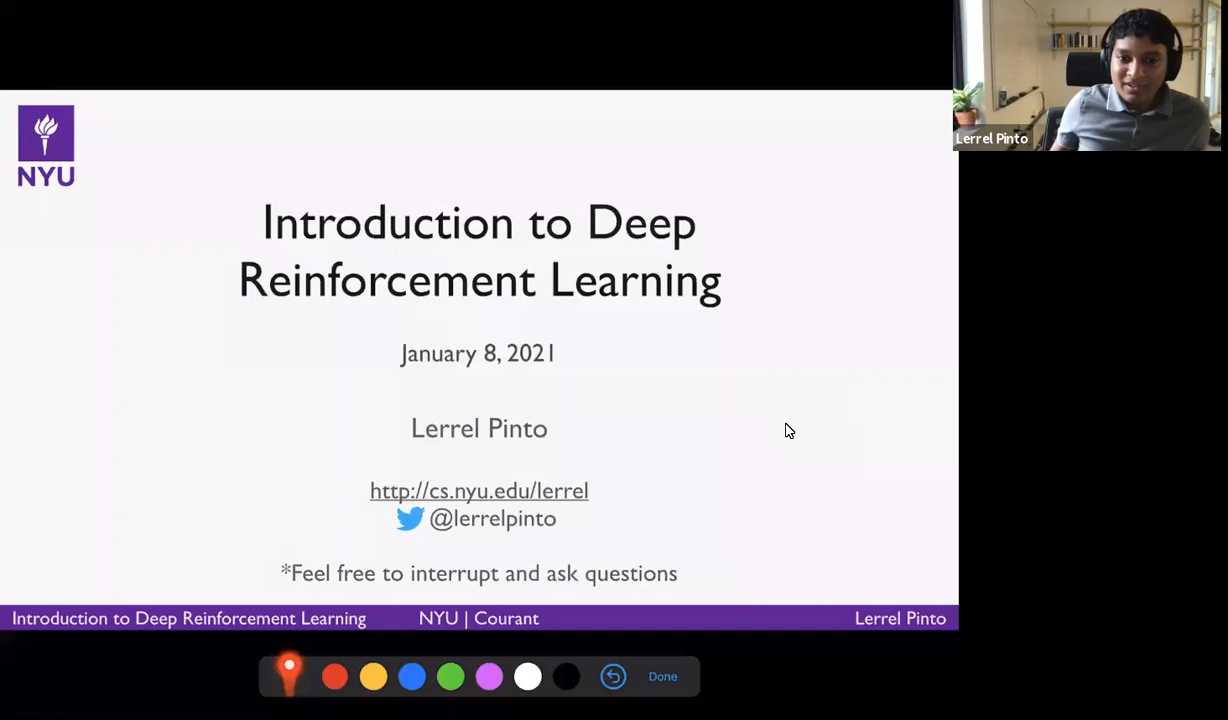 Lerrel Pinto
NYU
Introduction to Deep
Reinforcement Learning
January 8, 2021
Lerrel Pinto
http://cs.nyu.edu/lerrel
@lerrelpinto
*Feel free to interrupt and ask questions
Introduction to Deep Reinforcement Learning NYU | Courant Lerrel Pinto
Done